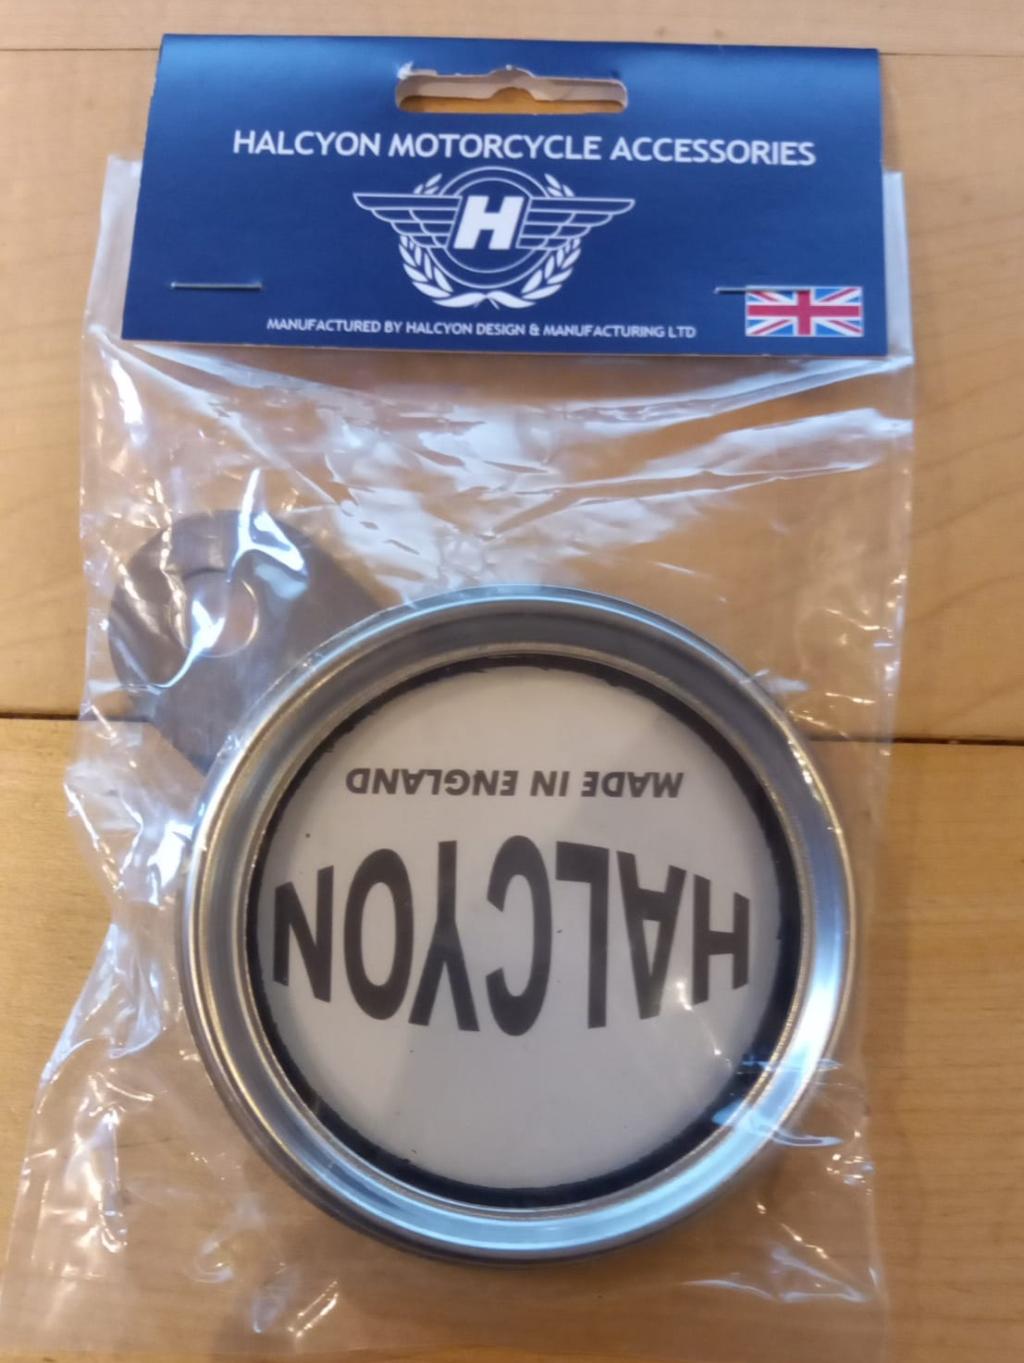 HALCYON MOTORCYCLE ACCESSORIES
H
MANUFACTURED BY HALCYON DESIGN & MANUFACTURING LTD
HALCYON
MADE IN ENGLAND